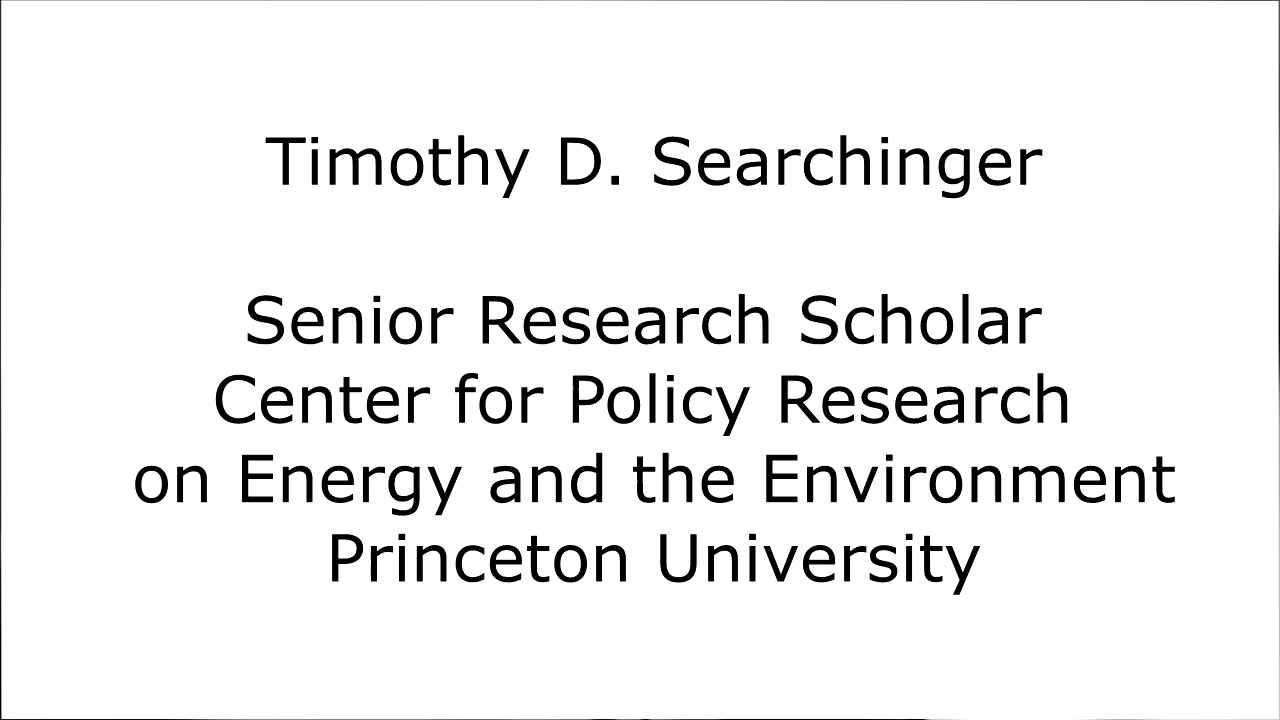 Timothy D. Searchinger
Senior Research Scholar
Center for Policy Research
on Energy and the Environment
Princeton University